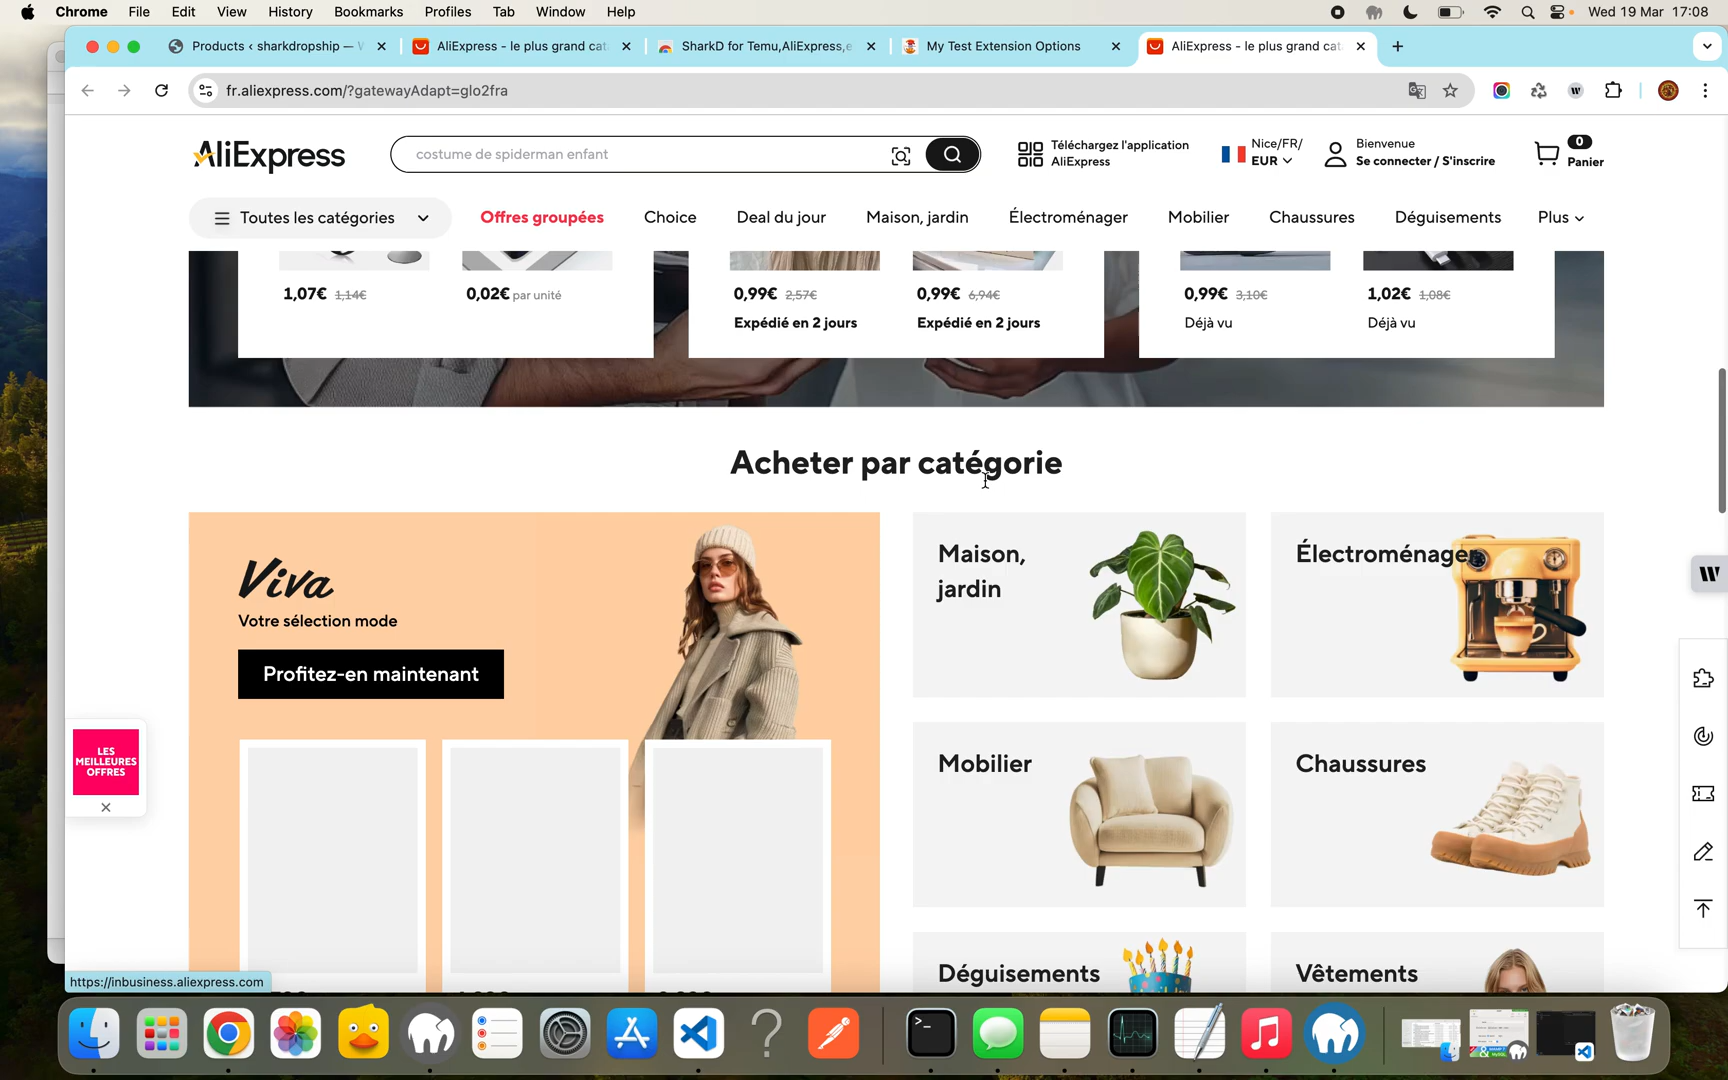 Chrome File Edit View History Bookmarks Profiles Tab Window Help
Wed 19 Mar 17:08
Products ‹ sharkdropship — W
AliExpress - le plus grand cat
SharkD for Temu,AliExpress,e
My Test Extension Options
AliExpress - le plus grand cat
fr.aliexpress.com/?gatewayAdapt=glo2fra
AliExpress
costume de spiderman enfant
Téléchargez l'application
AliExpress
Nice/FR/
EUR
Bienvenue
Se connecter / S'inscrire
0
Panier
Toutes les catégories
Offres groupées
Choice
Deal du jour
Maison, jardin
Électroménager
Mobilier
Chaussures
Déguisements
Plus
1,07€ 1,14€
0,02€ par unité
0,99€ 2,57€
0,99€ 6,94€
0,99€ 3,10€
1,02€ 1,08€
Expédié en 2 jours
Expédié en 2 jours
Déjà vu
Déjà vu
Acheter par catégorie
Viva
Votre sélection mode
Profitez-en maintenant
Maison,
jardin
Électroménager
Mobilier
Chaussures
Déguisements
Vêtements
LES
MEILLEURES
OFFRES
https://inbusiness.aliexpress.com